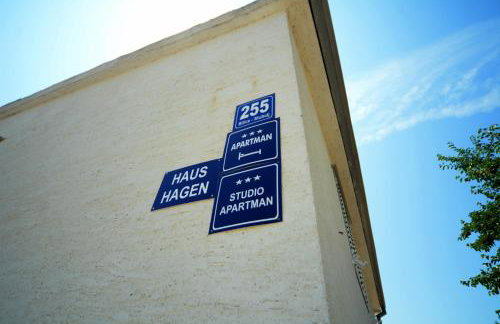 255
★★★
APARTMAN
HAUS
HAGEN
★★★
STUDIO
APARTMAN